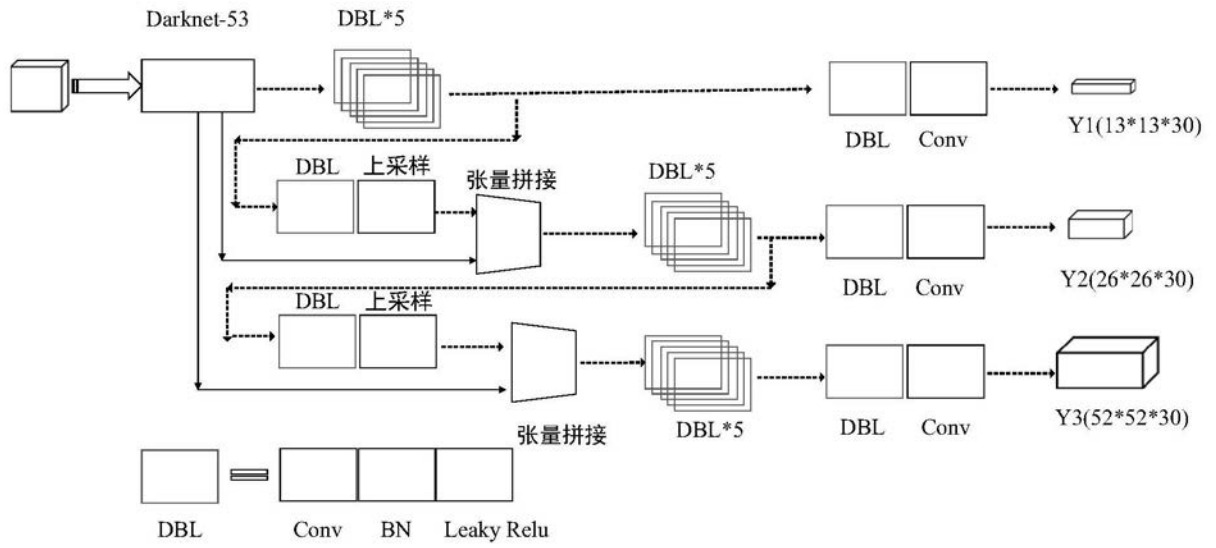 Darknet-53
DBL*5
DBL
Conv
Y1(13*13*30)
DBL
上采样
张量拼接
DBL*5
DBL
Conv
Y2(26*26*30)
DBL
上采样
张量拼接
DBL*5
DBL
Conv
Y3(52*52*30)
DBL
Conv
BN
Leaky Relu